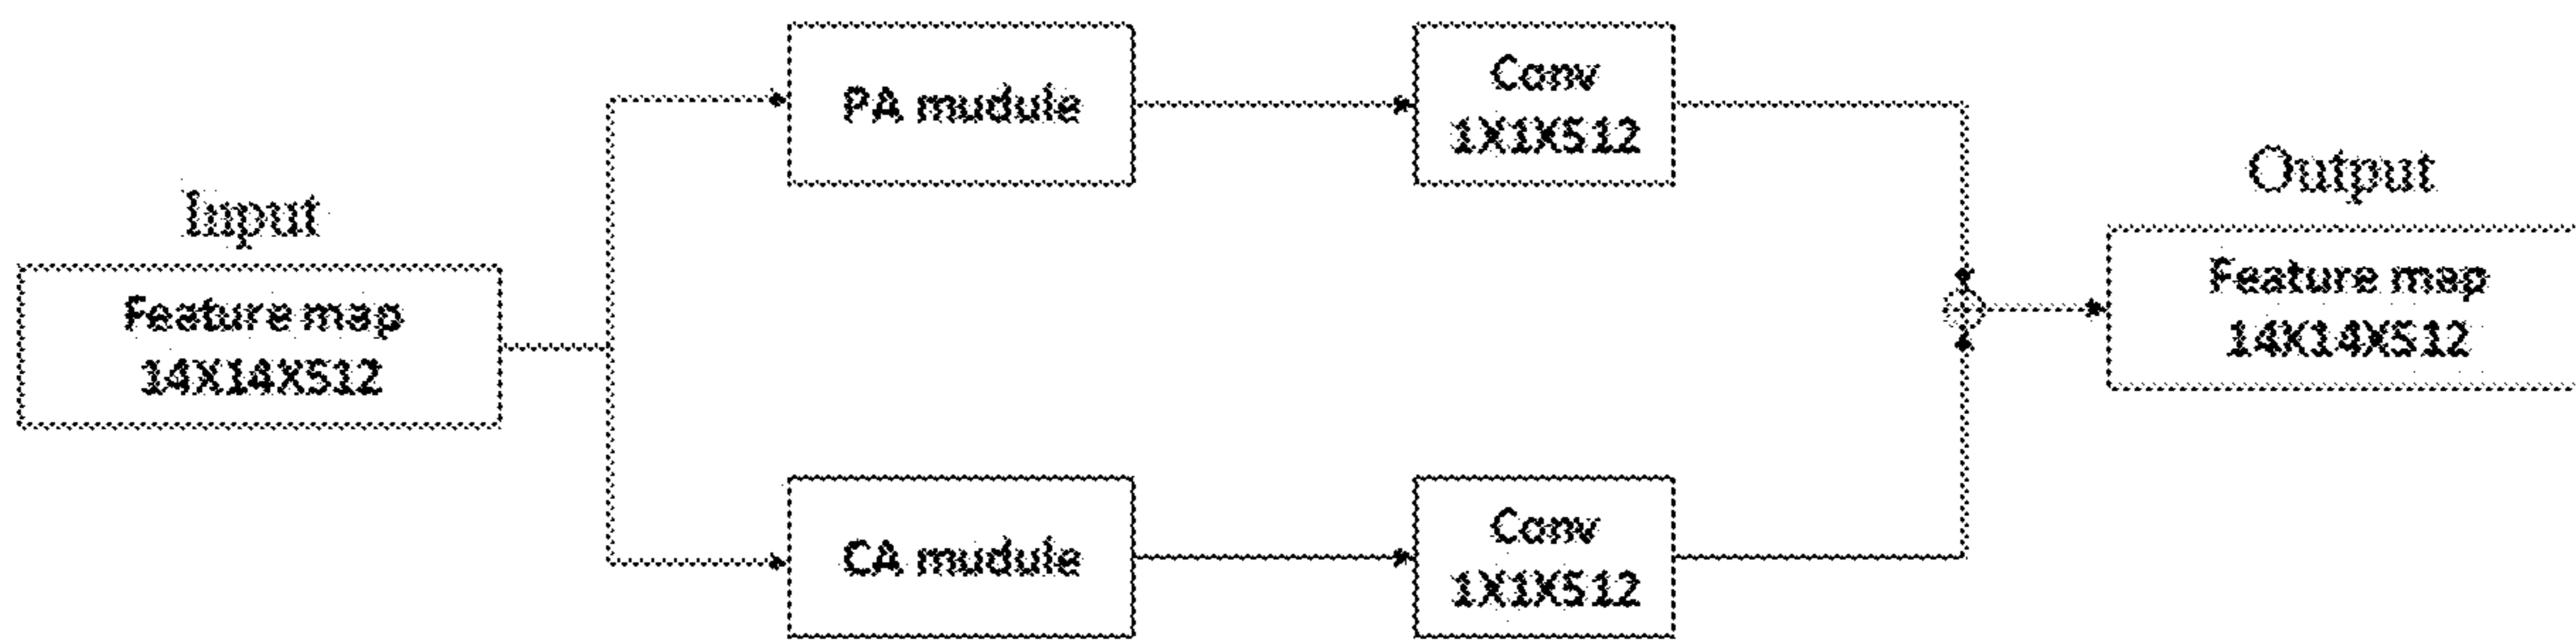 Input
Feature map
14X14X512
PA mudule
Conv
1X1X512
CA mudule
Conv
1X1X512
Output
Feature map
14X14X512